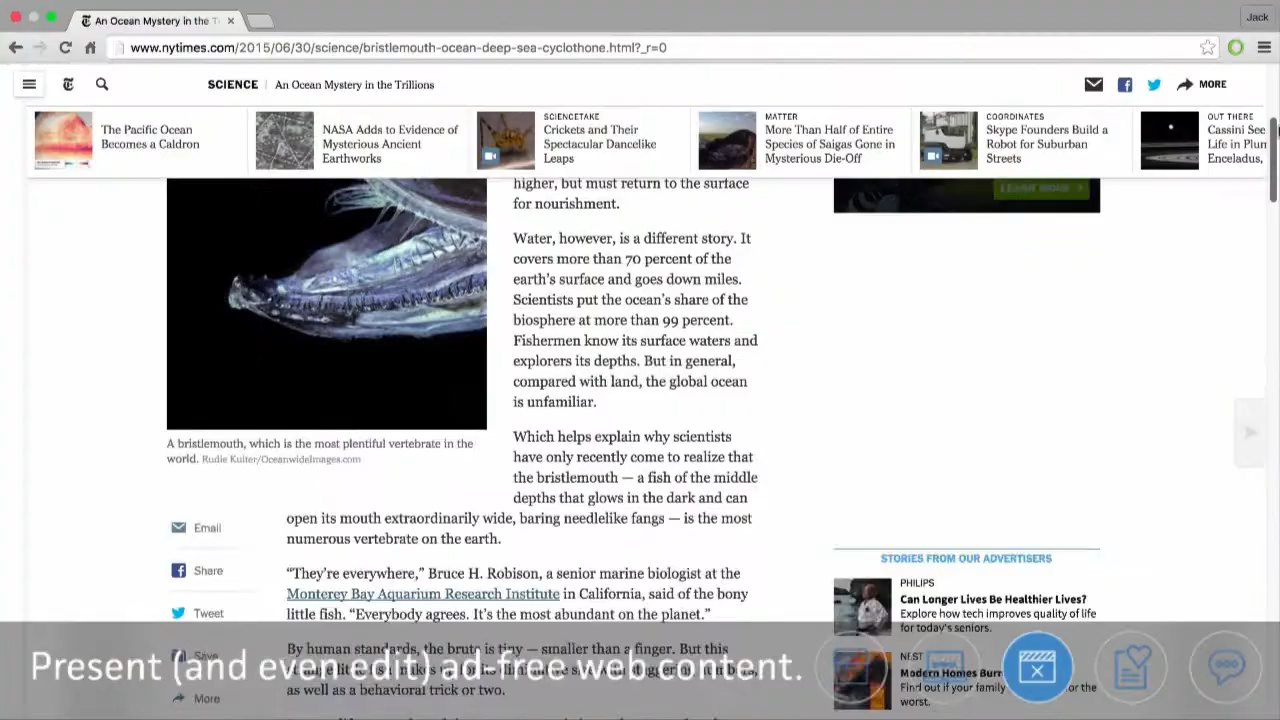 An Ocean Mystery in the T
Jack
www.nytimes.com/2015/06/30/science/bristlemouth-ocean-deep-sea-cyclothone.html?_r=0
SCIENCE | An Ocean Mystery in the Trillions
MORE
The Pacific Ocean
Becomes a Caldron
NASA Adds to Evidence of
Mysterious Ancient
Earthworks
SCIENCETAKE
Crickets and Their
Spectacular Dancelike
Leaps
MATTER
More Than Half of Entire
Species of Saigas Gone in
Mysterious Die-Off
COORDINATES
Skype Founders Build a
Robot for Suburban
Streets
OUT THERE
Cassini See
Life in Plum
Enceladus,
higher, but must return to the surface
for nourishment.
Water, however, is a different story. It
covers more than 70 percent of the
earth’s surface and goes down miles.
Scientists put the ocean’s share of the
biosphere at more than 99 percent.
Fishermen know its surface waters and
explorers its depths. But in general,
compared with land, the global ocean
is unfamiliar.
Which helps explain why scientists
have only recently come to realize that
the bristlemouth — a fish of the middle
depths that glows in the dark and can
open its mouth extraordinarily wide, baring needlelike fangs — is the most
numerous vertebrate on the earth.
“They’re everywhere,” Bruce H. Robison, a senior marine biologist at the
Monterey Bay Aquarium Research Institute in California, said of the bony
little fish. “Everybody agrees. It’s the most abundant on the planet.”
By human standards, the brute is tiny — smaller than a finger. But this
as well as a behavioral trick or two.
A bristlemouth, which is the most plentiful vertebrate in the
world. Rudie Kuiter/OceanwideImages.com
Email
Share
Tweet
Save
More
LEARN MORE
STORIES FROM OUR ADVERTISERS
PHILIPS
Can Longer Lives Be Healthier Lives?
Explore how tech improves quality of life
for today’s seniors.
NEST
Modern Homes Burn
Find out if your family
or the
worst.
Present (and even edit) ad-free web content.